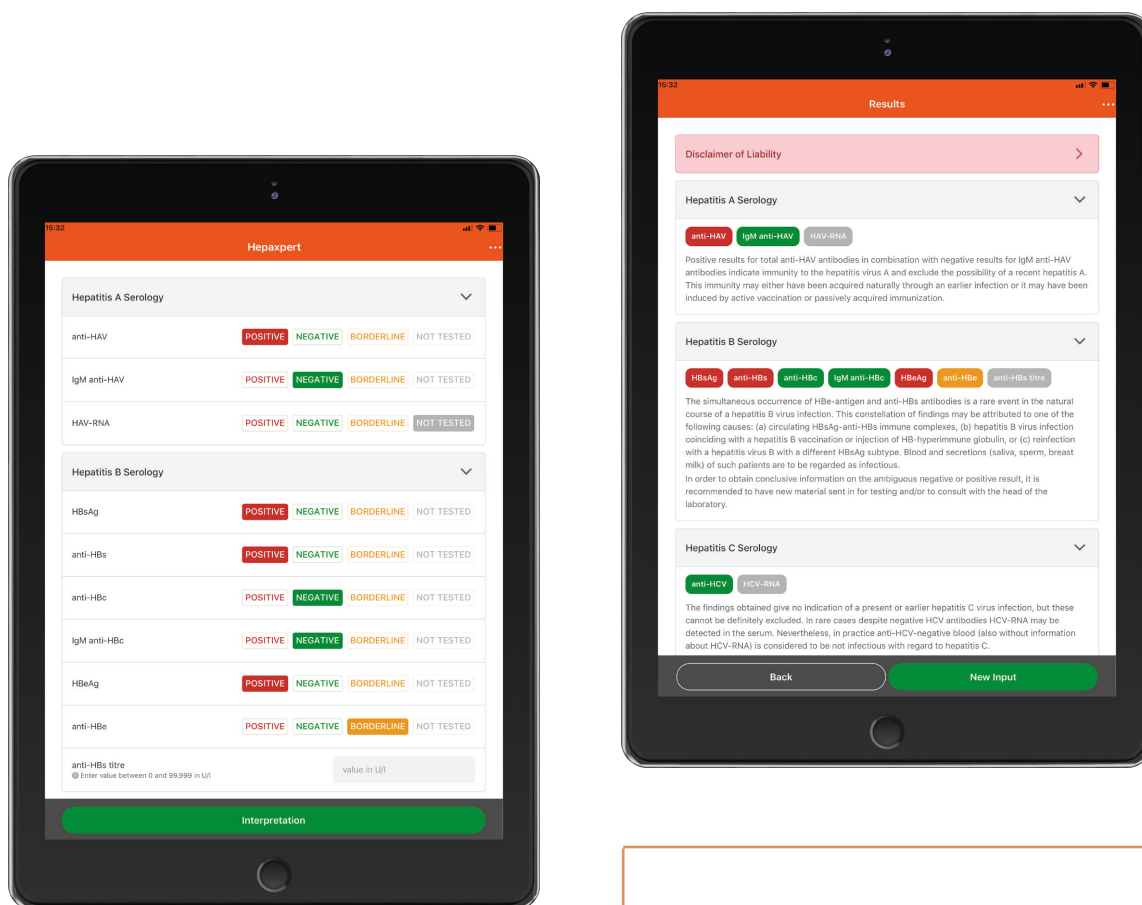 15:32
Hepaxpert
Hepatitis A Serology
anti-HAV POSITIVE NEGATIVE BORDERLINE NOT TESTED
IgM anti-HAV POSITIVE NEGATIVE BORDERLINE NOT TESTED
HAV-RNA POSITIVE NEGATIVE BORDERLINE NOT TESTED
Hepatitis B Serology
HBsAg POSITIVE NEGATIVE BORDERLINE NOT TESTED
anti-HBs POSITIVE NEGATIVE BORDERLINE NOT TESTED
anti-HBc POSITIVE NEGATIVE BORDERLINE NOT TESTED
IgM anti-HBc POSITIVE NEGATIVE BORDERLINE NOT TESTED
HBeAg POSITIVE NEGATIVE BORDERLINE NOT TESTED
anti-HBe POSITIVE NEGATIVE BORDERLINE NOT TESTED
anti-HBs titre
Enter value between 0 and 99,999 in U/l
value in U/l
Interpretation
15:32
Results
Disclaimer of Liability
Hepatitis A Serology
anti-HAV IgM anti-HAV HAV-RNA
Positive results for total anti-HAV antibodies in combination with negative results for IgM anti-HAV
antibodies indicate immunity to the hepatitis virus A and exclude the possibility of a recent hepatitis A.
This immunity may either have been acquired naturally through an earlier infection or it may have been
induced by active vaccination or passively acquired immunization.
Hepatitis B Serology
HBsAg anti-HBs anti-HBc IgM anti-HBc HBeAg anti-HBe anti-HBs titre
The simultaneous occurrence of HBe-antigen and anti-HBs antibodies is a rare event in the natural
course of a hepatitis B virus infection. This constellation of findings may be attributed to one of the
following causes: (a) circulating HBsAg-anti-HBs immune complexes, (b) hepatitis B virus infection
coinciding with a hepatitis B vaccination or injection of HB-hyperimmune globulin, or (c) reinfection
with a hepatitis virus B with a different HBsAg subtype. Blood and secretions (saliva, sperm, breast
milk) of such patients are to be regarded as infectious.
In order to obtain conclusive information on the ambiguous negative or positive result, it is
recommended to have new material sent in for testing and/or to consult with the head of the
laboratory.
Hepatitis C Serology
anti-HCV HCV-RNA
The findings obtained give no indication of a present or earlier hepatitis C virus infection, but these
cannot be definitely excluded. In rare cases despite negative HCV antibodies HCV-RNA may be
detected in the serum. Nevertheless, in practice anti-HCV-negative blood (also without information
about HCV-RNA) is considered to be not infectious with regard to hepatitis C.
Back New Input